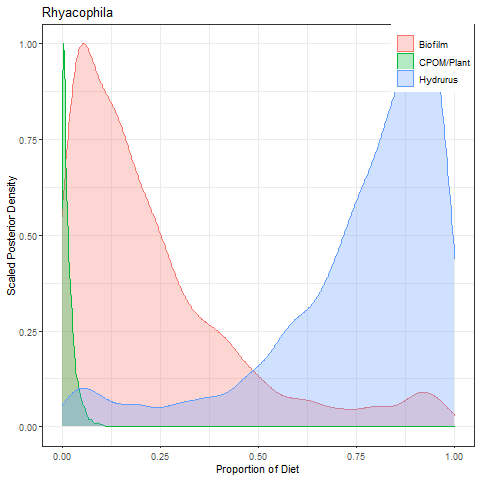 Rhyacophila
Biofilm
CPOM/Plant
Hydrurus
1.00
0.75
0.50
0.25
0.00
Scaled Posterior Density
0.00 0.25 0.50 0.75 1.00
Proportion of Diet